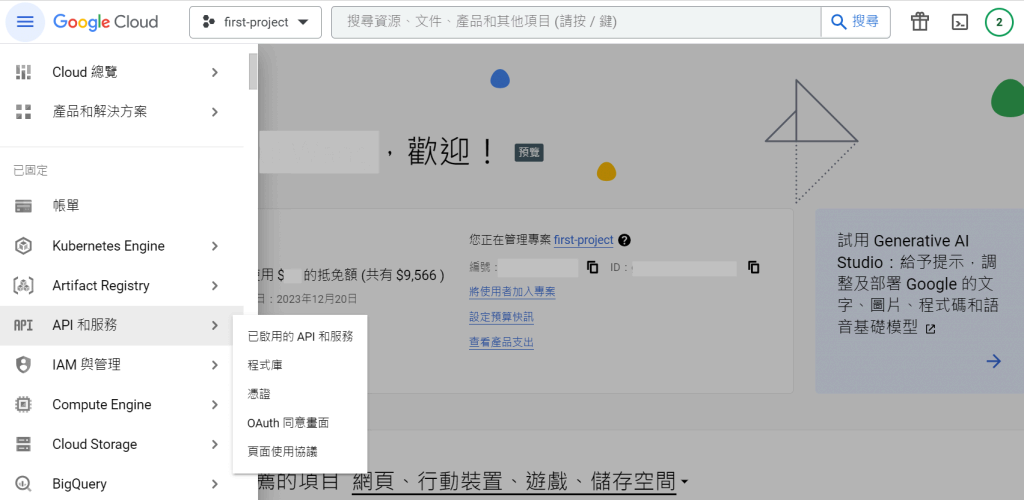 Google Cloud
first-project
搜尋資源、文件、產品和其他項目 (請按 / 鍵)
搜尋
2
Cloud 總覽
產品和解決方案
已固定
帳單
Kubernetes Engine
Artifact Registry
API API 和服務
IAM 與管理
Compute Engine
Cloud Storage
BigQuery
已啟用的 API 和服務
程式庫
憑證
OAuth 同意畫面
頁面使用協議
，歡迎！ 預覽
用 $ 的抵免額 (共有 $9,566 )
日：2023年12月20日
您正在管理專案 first-project
編號： ID：
將使用者加入專案
設定預算快訊
查看產品支出
試用 Generative AI
Studio：給予提示，調
整及部署 Google 的文
字、圖片、程式碼和語
音基礎模型
的項目 網頁、行動裝置、遊戲、儲存空間